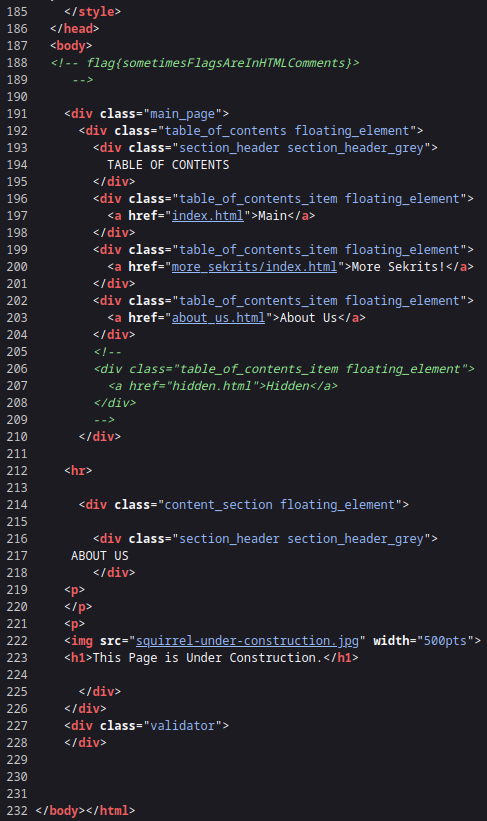 185 </style>
186 </head>
187 <body>
188 <!-- flag{sometimesFlagsAreInHTMLComments}>
189 -->
190
191 <div class="main_page">
192 <div class="table_of_contents floating_element">
193 <div class="section_header section_header_grey">
194 TABLE OF CONTENTS
195 </div>
196 <div class="table_of_contents_item floating_element">
197 <a href="index.html">Main</a>
198 </div>
199 <div class="table_of_contents_item floating_element">
200 <a href="more_sekrits/index.html">More Sekrits!</a>
201 </div>
202 <div class="table_of_contents_item floating_element">
203 <a href="about_us.html">About Us</a>
204 </div>
205 <!--
206 <div class="table_of_contents_item floating_element">
207 <a href="hidden.html">Hidden</a>
208 </div>
209 -->
210 </div>
211
212 <hr>
213
214 <div class="content_section floating_element">
215
216 <div class="section_header section_header_grey">
217 ABOUT US
218 </div>
219 <p>
220 </p>
221 <p>
222 <img src="squirrel-under-construction.jpg" width="500pts">
223 <h1>This Page is Under Construction.</h1>
224
225 </div>
226 </div>
227 <div class="validator">
228 </div>
229
230
231
232 </body></html>